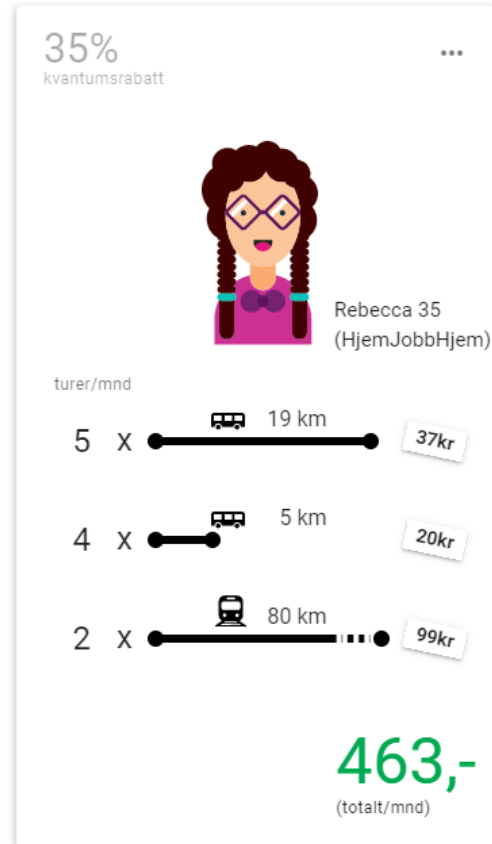 35%
kvantumsrabatt
Rebecca 35
(HjemJobbHjem)
turer/mnd
5 X 19 km 37kr
4 X 5 km 20kr
2 X 80 km 99kr
463,-
(totalt/mnd)